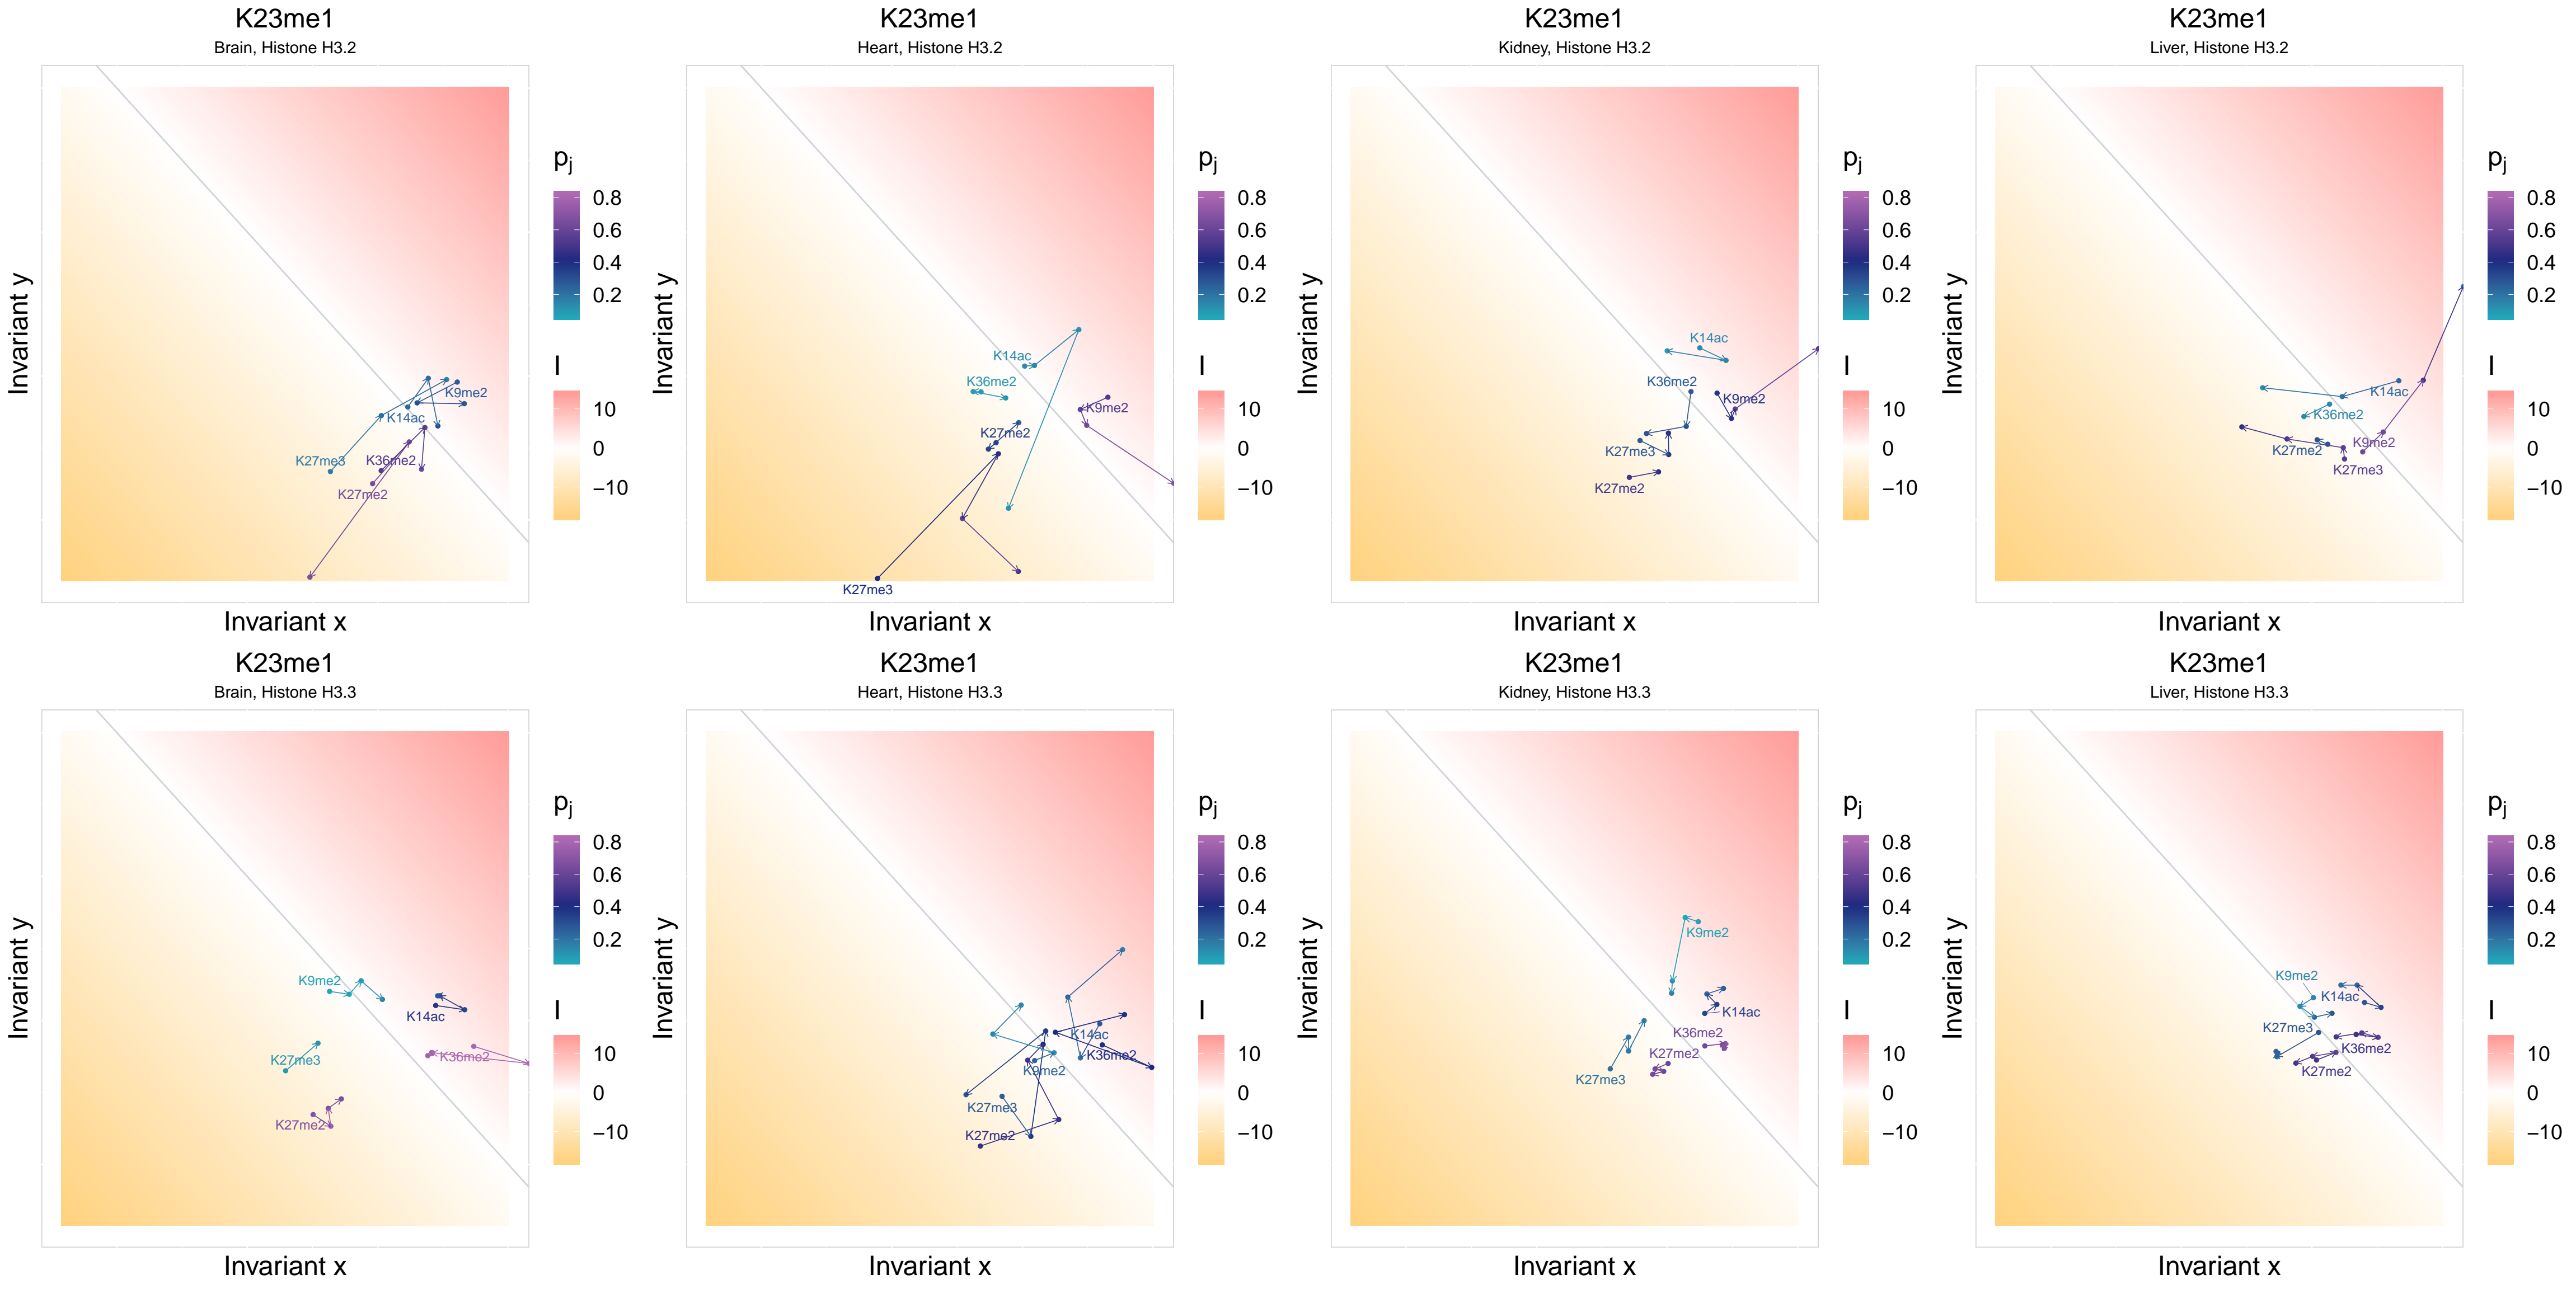 K23me1
Brain, Histone H3.2
Invariant y
K9me2
K14ac
K27me3
K36me2
K27me2
Invariant x
pj
0.8
0.6
0.4
0.2
I
10
0
−10
K23me1
Heart, Histone H3.2
Invariant y
K14ac
K36me2
K9me2
K27me2
K27me3
Invariant x
pj
0.8
0.6
0.4
0.2
I
10
0
−10
K23me1
Kidney, Histone H3.2
Invariant y
K14ac
K36me2
K9me2
K27me3
K27me2
Invariant x
pj
0.8
0.6
0.4
0.2
I
10
0
−10
K23me1
Liver, Histone H3.2
Invariant y
K14ac
K36me2
K9me2
K27me2
K27me3
Invariant x
pj
0.8
0.6
0.4
0.2
I
10
0
−10
K23me1
Brain, Histone H3.3
Invariant y
K9me2
K14ac
K36me2
K27me3
K27me2
Invariant x
pj
0.8
0.6
0.4
0.2
I
10
0
−10
K23me1
Heart, Histone H3.3
Invariant y
K14ac
K36me2
K9me2
K27me3
K27me2
Invariant x
pj
0.8
0.6
0.4
0.2
I
10
0
−10
K23me1
Kidney, Histone H3.3
Invariant y
K9me2
K14ac
K36me2
K27me2
K27me3
Invariant x
pj
0.8
0.6
0.4
0.2
I
10
0
−10
K23me1
Liver, Histone H3.3
Invariant y
K9me2
K14ac
K27me3
K36me2
K27me2
Invariant x
pj
0.8
0.6
0.4
0.2
I
10
0
−10